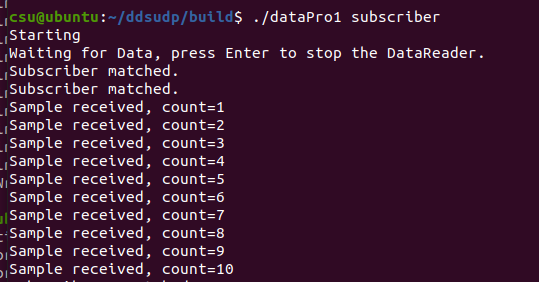 csu@ubuntu:~/ddsudp/build$ ./dataPro1 subscriber
Starting
Waiting for Data, press Enter to stop the DataReader.
Subscriber matched.
Subscriber matched.
Sample received, count=1
Sample received, count=2
Sample received, count=3
Sample received, count=4
Sample received, count=5
Sample received, count=6
Sample received, count=7
Sample received, count=8
Sample received, count=9
Sample received, count=10